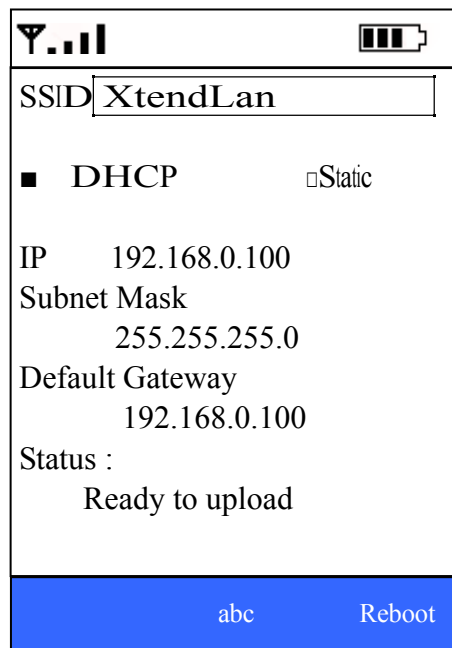 SSID XtendLan
■ DHCP □Static
IP 192.168.0.100
Subnet Mask
255.255.255.0
Default Gateway
192.168.0.100
Status :
Ready to upload
abc Reboot